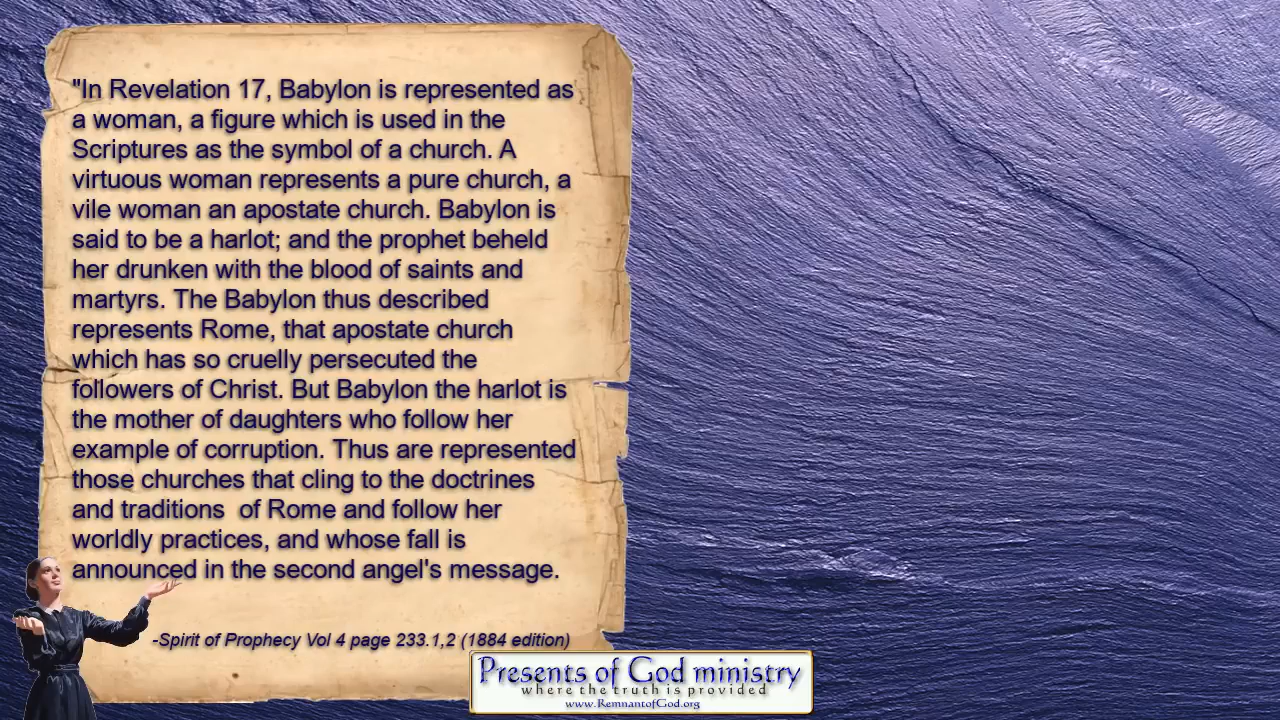 "In Revelation 17, Babylon is represented as
a woman, a figure which is used in the
Scriptures as the symbol of a church. A
virtuous woman represents a pure church, a
vile woman an apostate church. Babylon is
said to be a harlot; and the prophet beheld
her drunken with the blood of saints and
martyrs. The Babylon thus described
represents Rome, that apostate church
which has so cruelly persecuted the
followers of Christ. But Babylon the harlot is
the mother of daughters who follow her
example of corruption. Thus are represented
those churches that cling to the doctrines
and traditions  of Rome and follow her
worldly practices, and whose fall is
announced in the second angel's message.
-Spirit of Prophecy Vol 4 page 233.1,2 (1884 edition)
Presents of God ministry
where the truth is provided
www.RemnantofGod.org